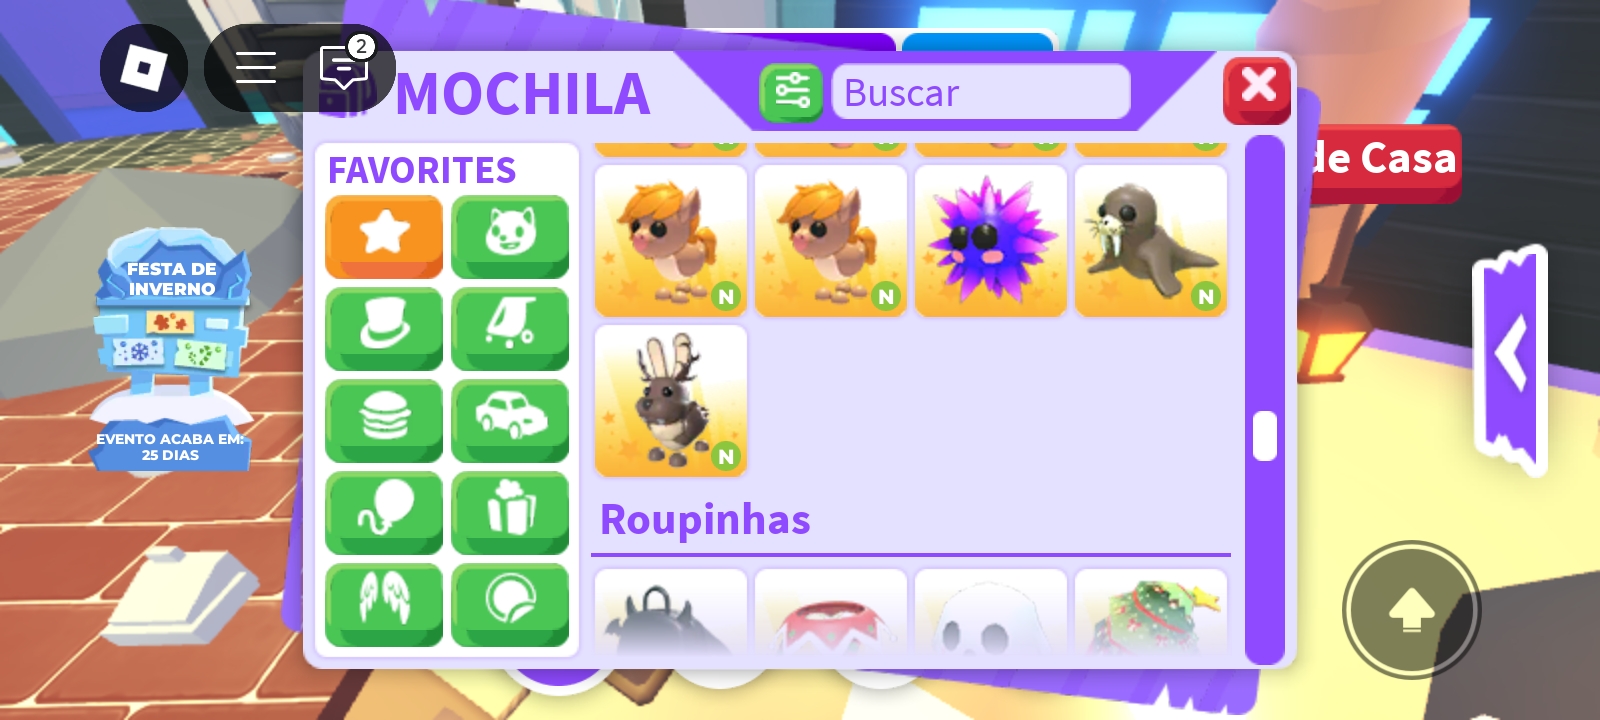 2
MOCHILA
Buscar
FAVORITES
de Casa
FESTA DE
INVERNO
N
N
N
N
EVENTO ACABA EM:
25 DIAS
Roupinhas